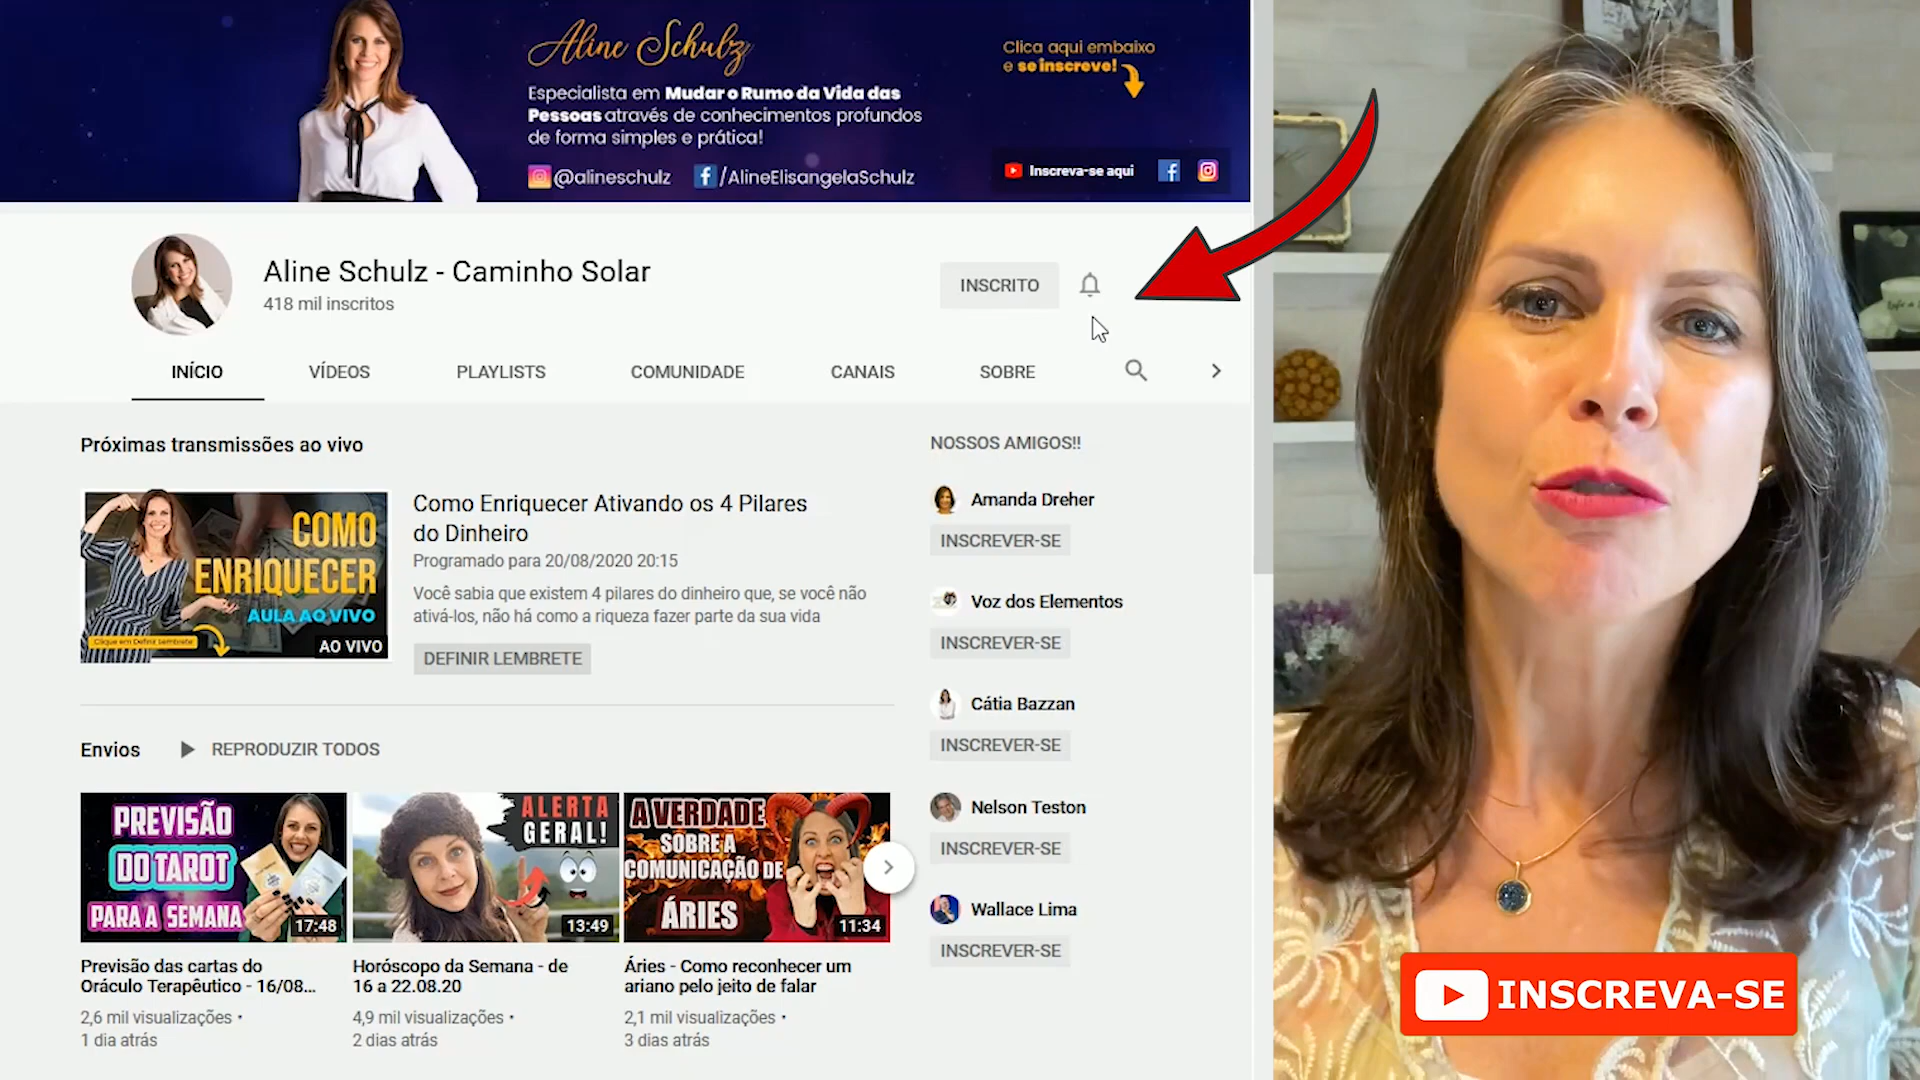 Aline Schulz
Especialista em Mudar o Rumo da Vida das
Pessoas através de conhecimentos profundos
de forma simples e prática!
@alineschulz /AlineElisangelaSchulz
Clica aqui embaixo
e se inscreve!
Inscreva-se aqui
Aline Schulz - Caminho Solar
418 mil inscritos
INSCRITO
INÍCIO VÍDEOS PLAYLISTS COMUNIDADE CANAIS SOBRE
Próximas transmissões ao vivo
COMO
ENRIQUECER
AULA AO VIVO
Clique em Definir Lembrete
AO VIVO
Como Enriquecer Ativando os 4 Pilares
do Dinheiro
Programado para 20/08/2020 20:15
Você sabia que existem 4 pilares do dinheiro que, se você não
ativá-los, não há como a riqueza fazer parte da sua vida
DEFINIR LEMBRETE
Envios REPRODUZIR TODOS
PREVISÃO
DO TAROT
PARA A SEMANA
17:48
Previsão das cartas do
Oráculo Terapêutico - 16/08...
2,6 mil visualizações •
1 dia atrás
ALERTA
GERAL!
13:49
Horóscopo da Semana - de
16 a 22.08.20
4,9 mil visualizações •
2 dias atrás
A VERDADE
SOBRE A
COMUNICAÇÃO DE
ÁRIES
11:34
Áries - Como reconhecer um
ariano pelo jeito de falar
2,1 mil visualizações •
3 dias atrás
NOSSOS AMIGOS!!
Amanda Dreher
INSCREVER-SE
Voz dos Elementos
INSCREVER-SE
Cátia Bazzan
INSCREVER-SE
Nelson Teston
INSCREVER-SE
Wallace Lima
INSCREVER-SE
INSCREVA-SE